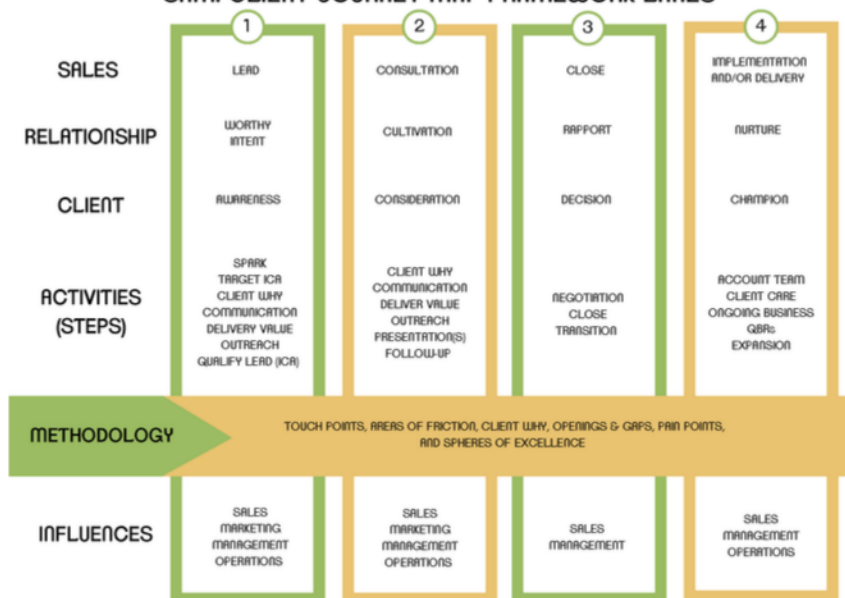 1
2
3
4
SALES
LEAD
CONSULTATION
CLOSE
IMPLEMENTATION
AND/OR DELIVERY
RELATIONSHIP
WORTHY
INTENT
CULTIVATION
RAPPORT
NURTURE
CLIENT
AWARENESS
CONSIDERATION
DECISION
CHAMPION
ACTIVITIES
(STEPS)
SPARK
TARGET ICA
CLIENT WHY
COMMUNICATION
DELIVERY VALUE
OUTREACH
QUALIFY LEAD (ICA)
CLIENT WHY
COMMUNICATION
DELIVER VALUE
OUTREACH
PRESENTATION(S)
FOLLOW-UP
NEGOTIATION
CLOSE
TRANSITION
ACCOUNT TEAM
CLIENT CARE
ONGOING BUSINESS
QBRs
EXPANSION
METHODOLOGY
TOUCH POINTS, AREAS OF FRICTION, CLIENT WHY, OPENINGS & GAPS, PAIN POINTS,
AND SPHERES OF EXCELLENCE
INFLUENCES
SALES
MARKETING
MANAGEMENT
OPERATIONS
SALES
MARKETING
MANAGEMENT
OPERATIONS
SALES
MANAGEMENT
SALES
MANAGEMENT
OPERATIONS